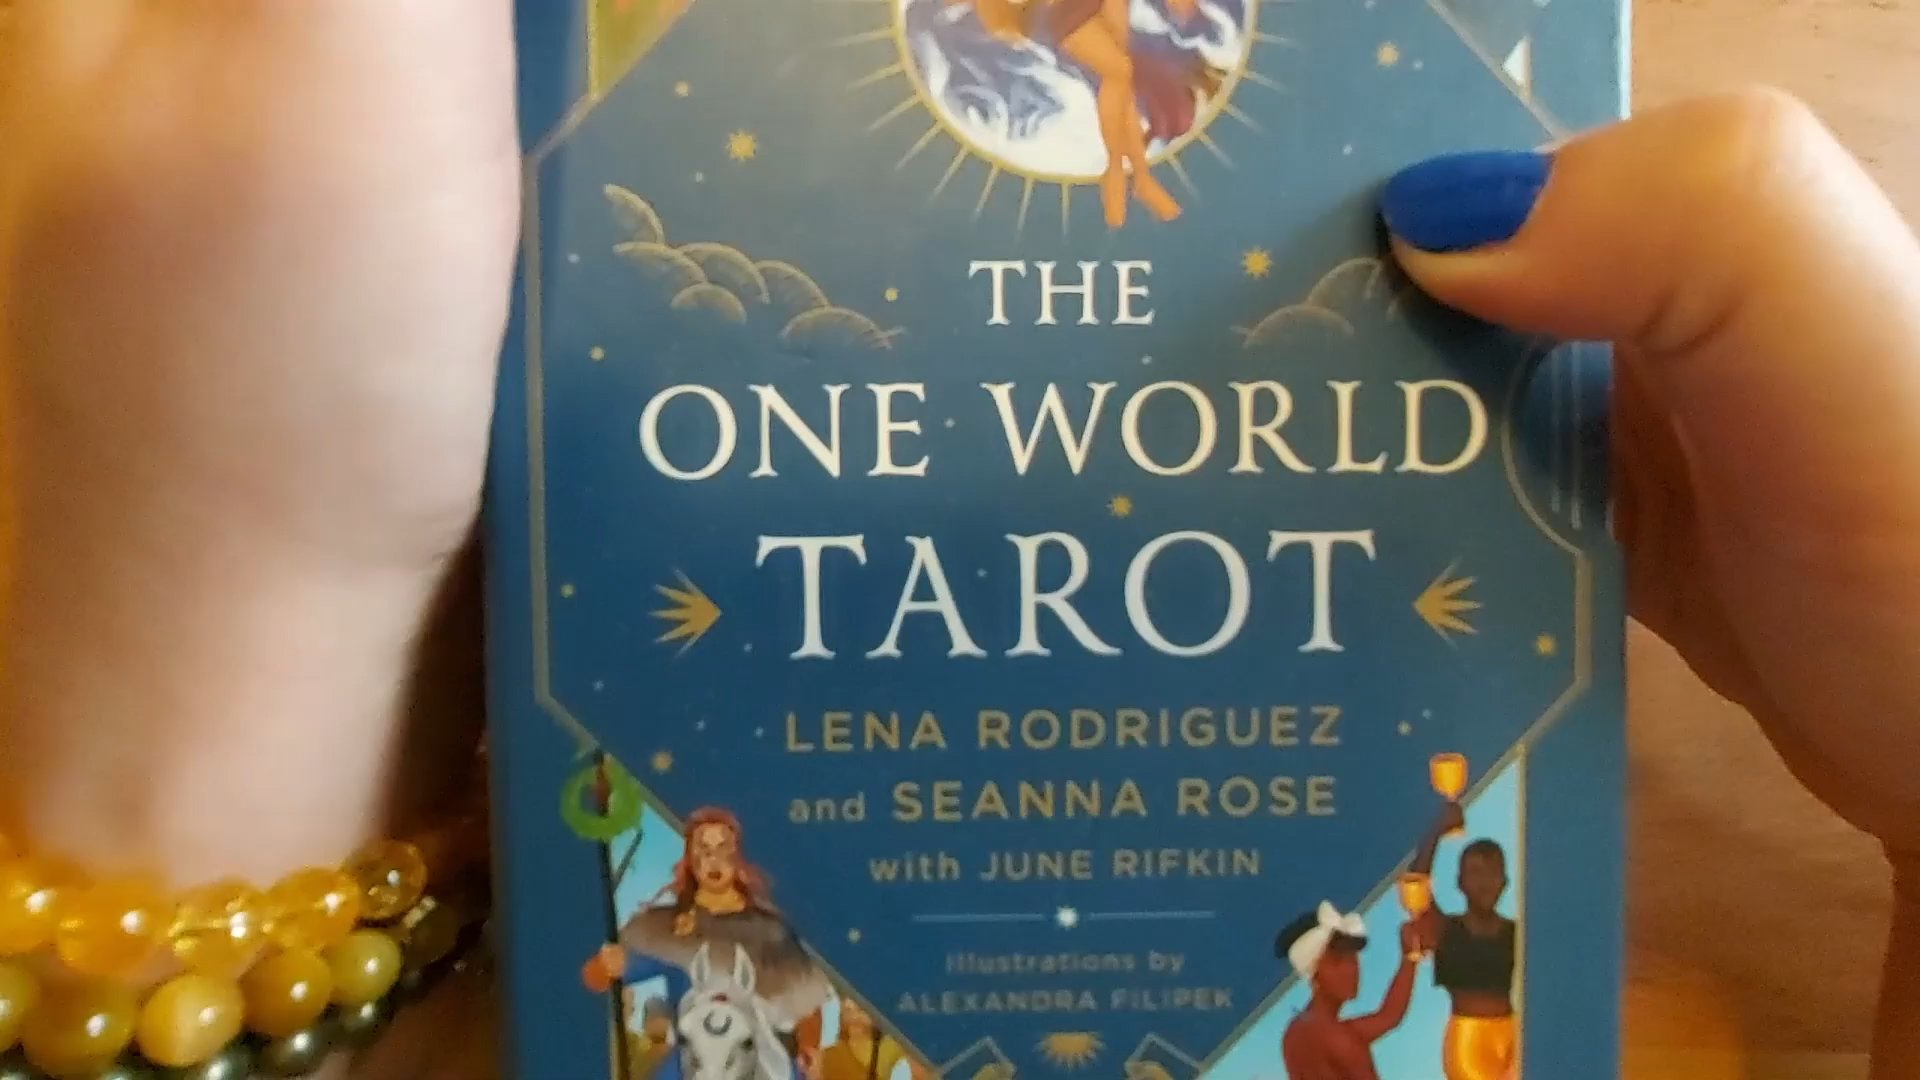 THE
ONE WORLD
TAROT
LENA RODRIGUEZ
and SEANNA ROSE
with JUNE RIFKIN
Illustrations by
ALEXANDRA FILIPEK